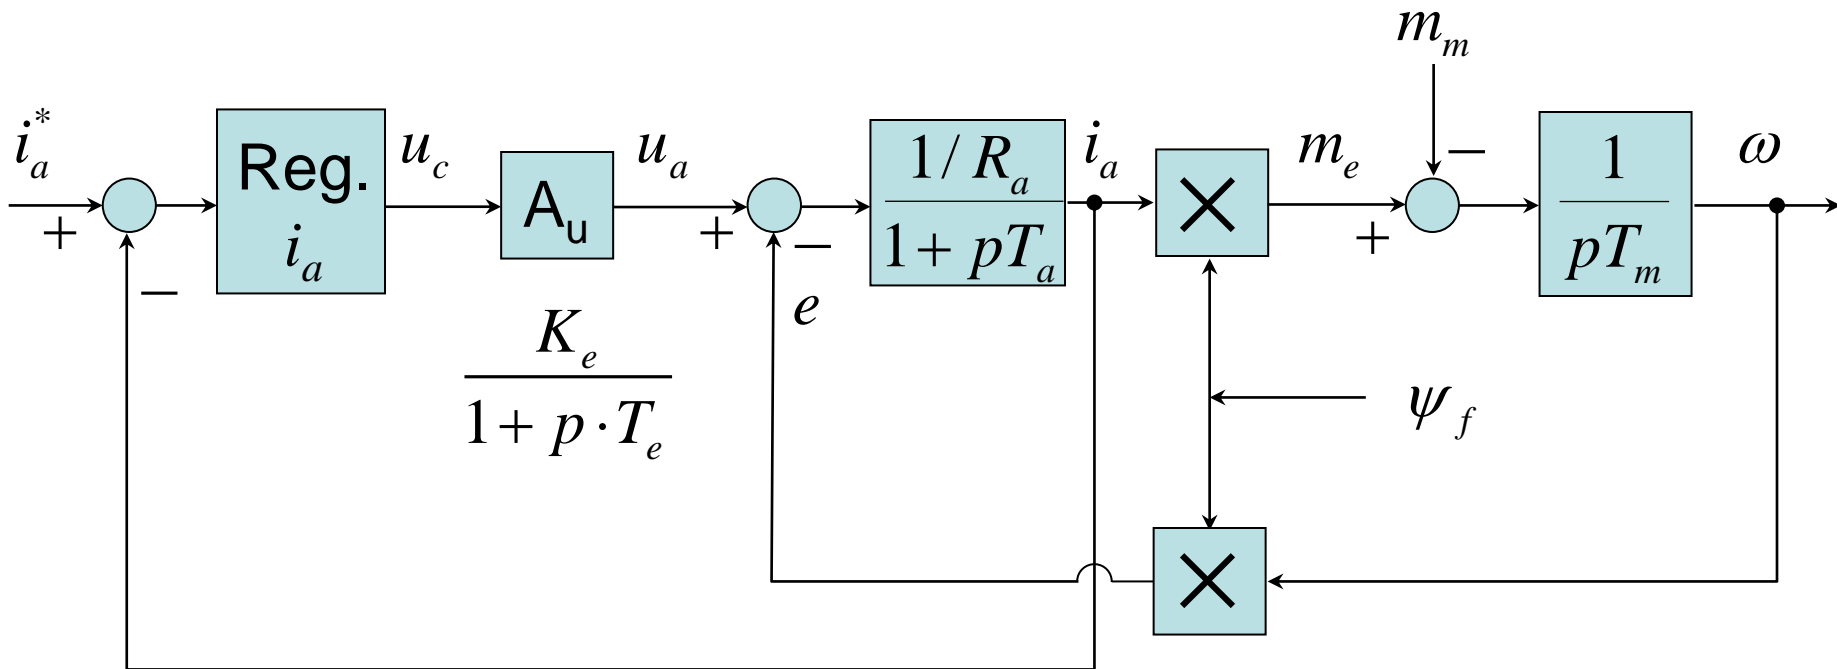 m_m
i_a^*
+
−
Reg.
i_a
u_c
A_u
u_a
+
−
e
1/R_a
1 + pT_a
i_a
×
m_e
+
−
1
pT_m
ω
K_e
1 + p · T_e
ψ_f
×